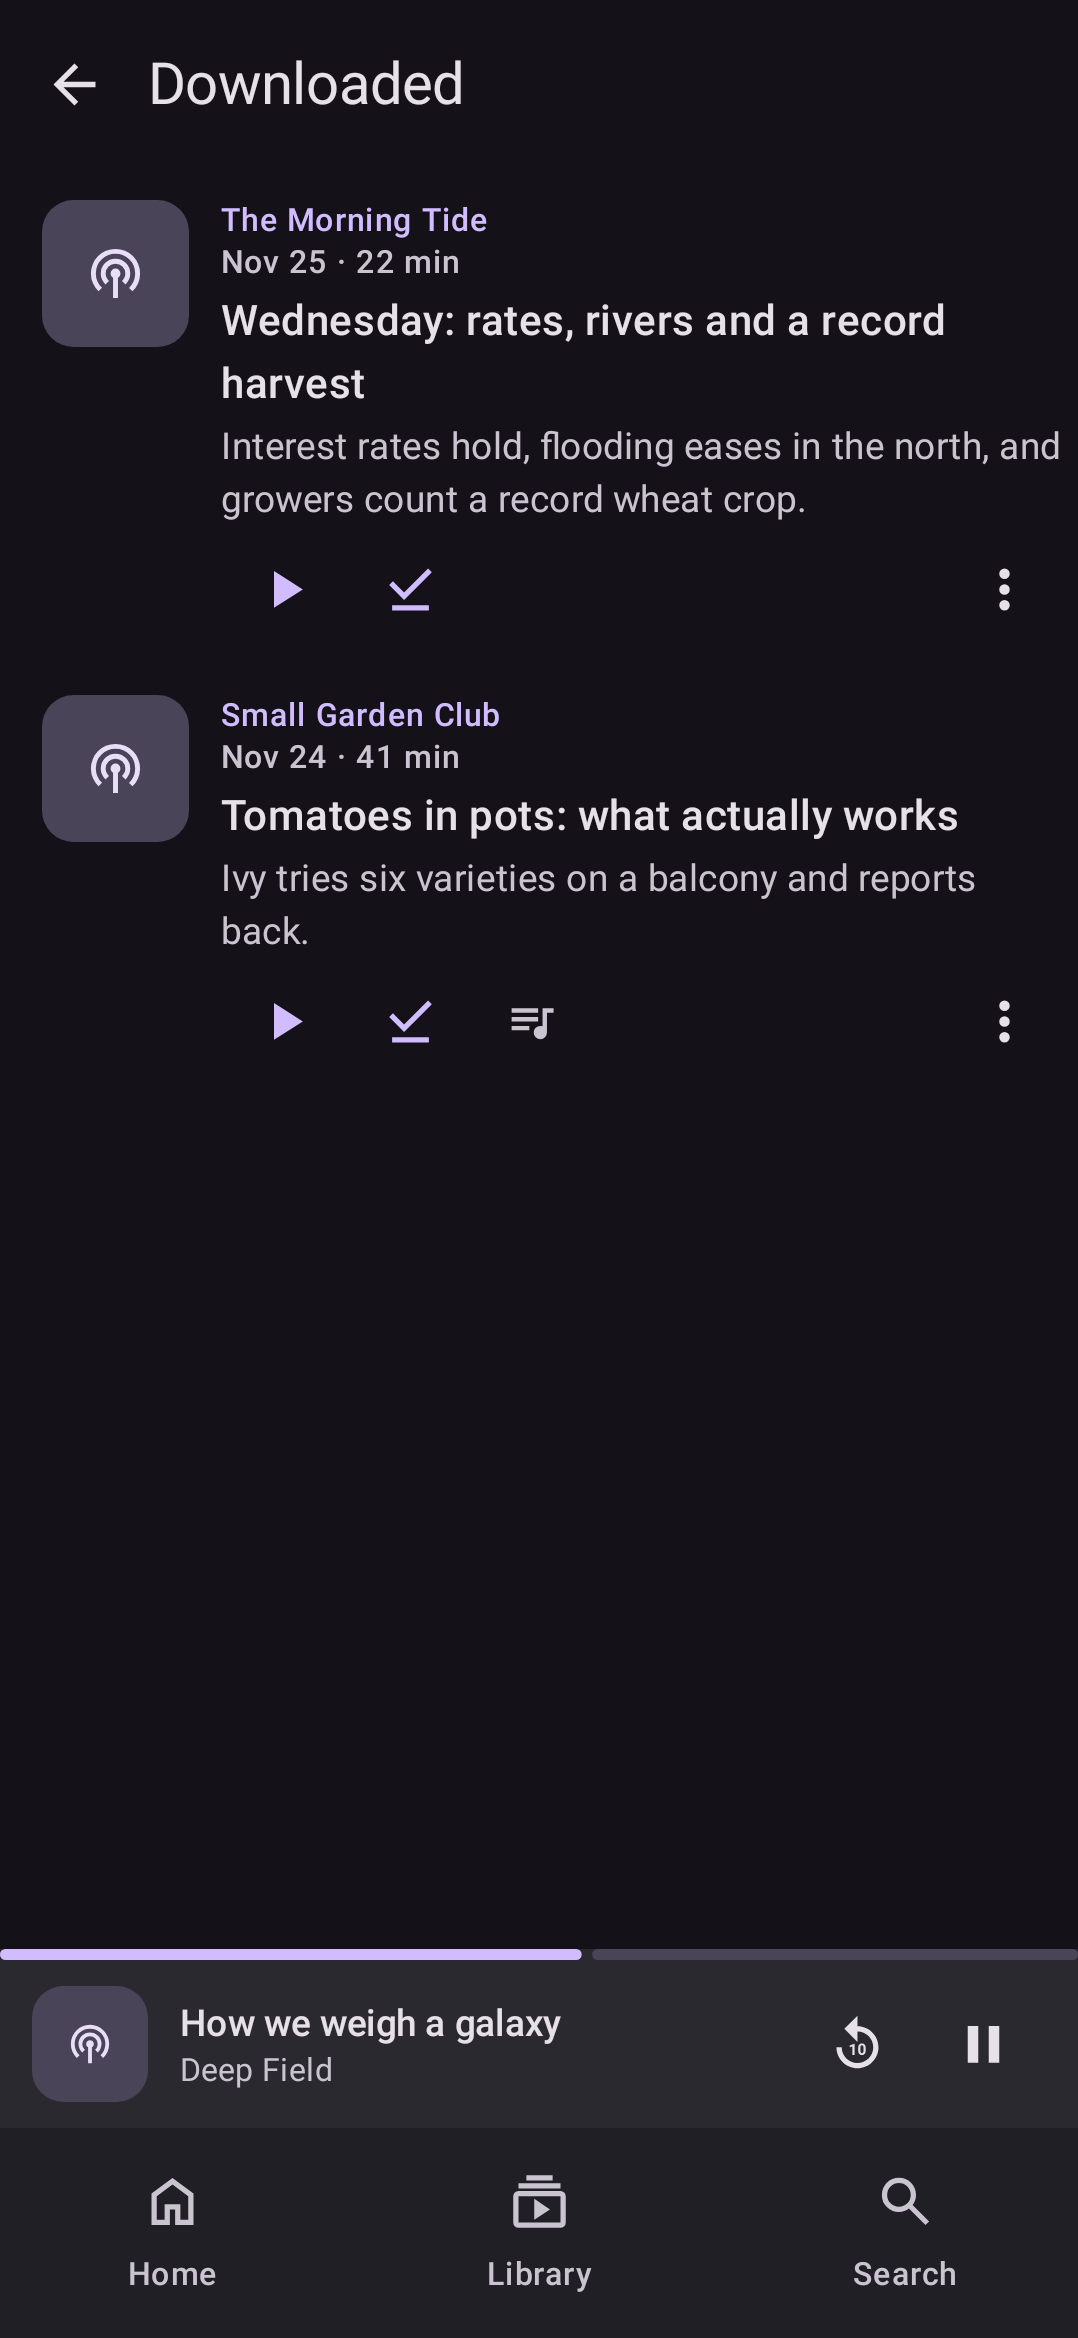 Downloaded
The Morning Tide
Nov 25 · 22 min
Wednesday: rates, rivers and a record
harvest
Interest rates hold, flooding eases in the north, and
growers count a record wheat crop.
Small Garden Club
Nov 24 · 41 min
Tomatoes in pots: what actually works
Ivy tries six varieties on a balcony and reports
back.
How we weigh a galaxy
Deep Field
10
Home
Library
Search